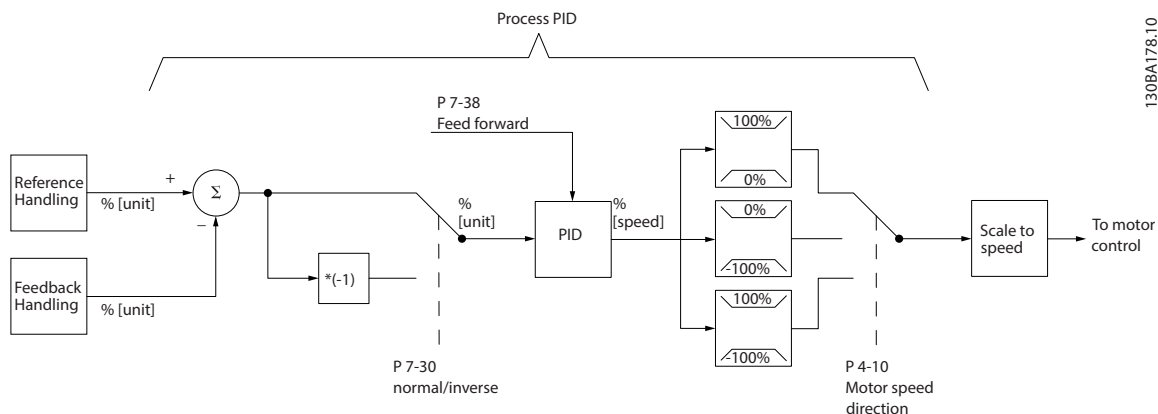 Process PID
130BA178.10
P 7-38
Feed forward
100%
0%
Reference
Handling
+
% [unit]
Σ
−
%
[unit]
PID
%
[speed]
0%
-100%
Scale to
speed
To motor
control
Feedback
Handling
% [unit]
*(-1)
100%
-100%
P 7-30
normal/inverse
P 4-10
Motor speed
direction